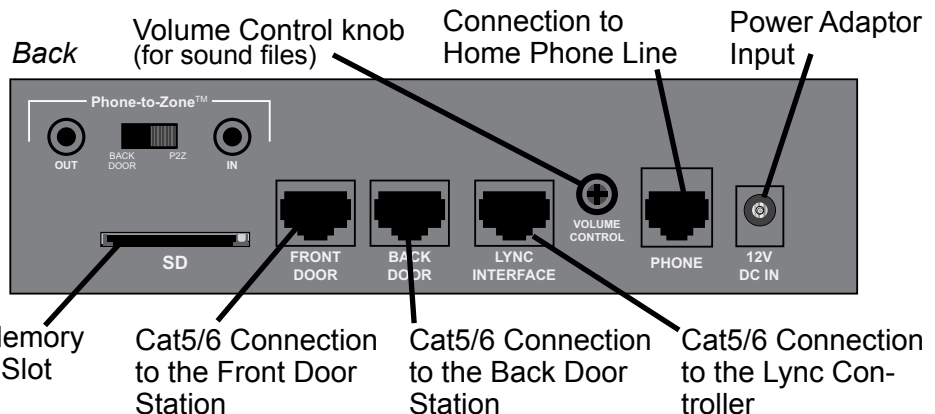 Back
Volume Control knob
(for sound files)
Connection to
Home Phone Line
Power Adaptor
Input
Phone-to-Zone™
OUT
BACK
DOOR
P2Z
IN
SD
FRONT
DOOR
BACK
DOOR
LYNC
INTERFACE
VOLUME
CONTROL
PHONE
12V
DC IN
Slot
Cat5/6 Connection
to the Front Door
Station
Cat5/6 Connection
to the Back Door
Station
Cat5/6 Connection
to the Lync Con-
troller